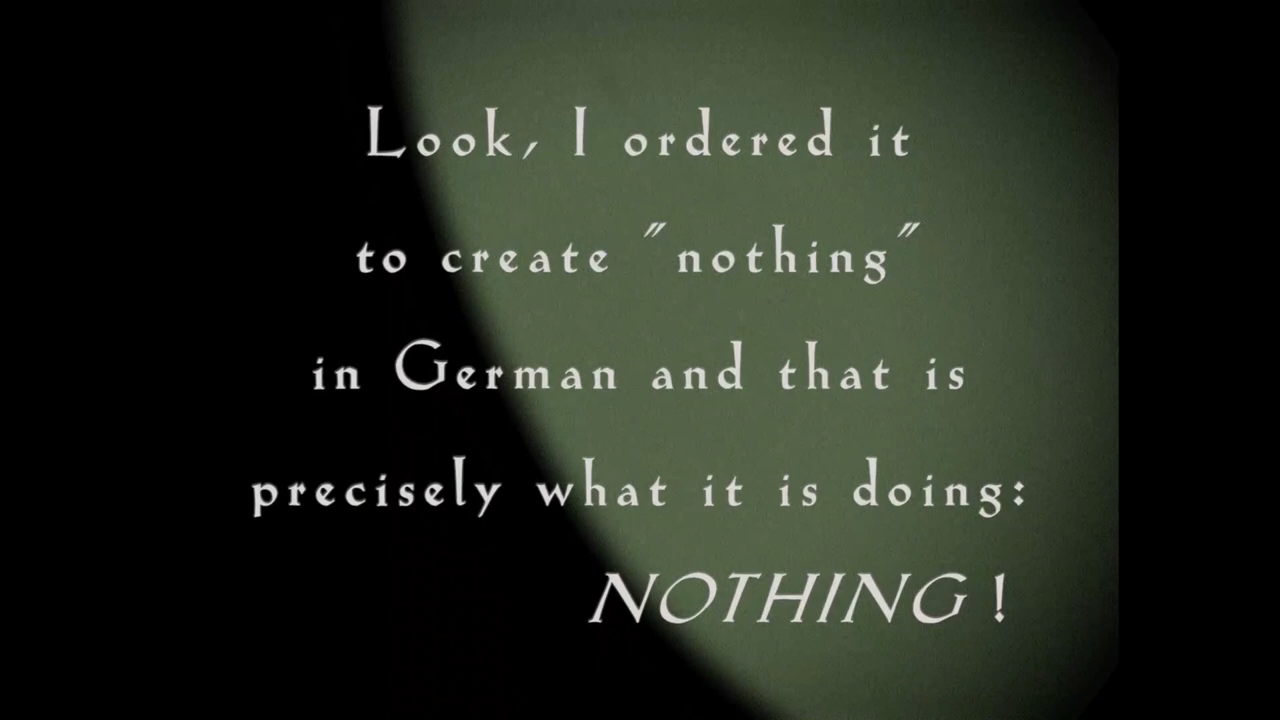 Look, I ordered it
to create "nothing"
in German and that is
precisely what it is doing:
NOTHING !